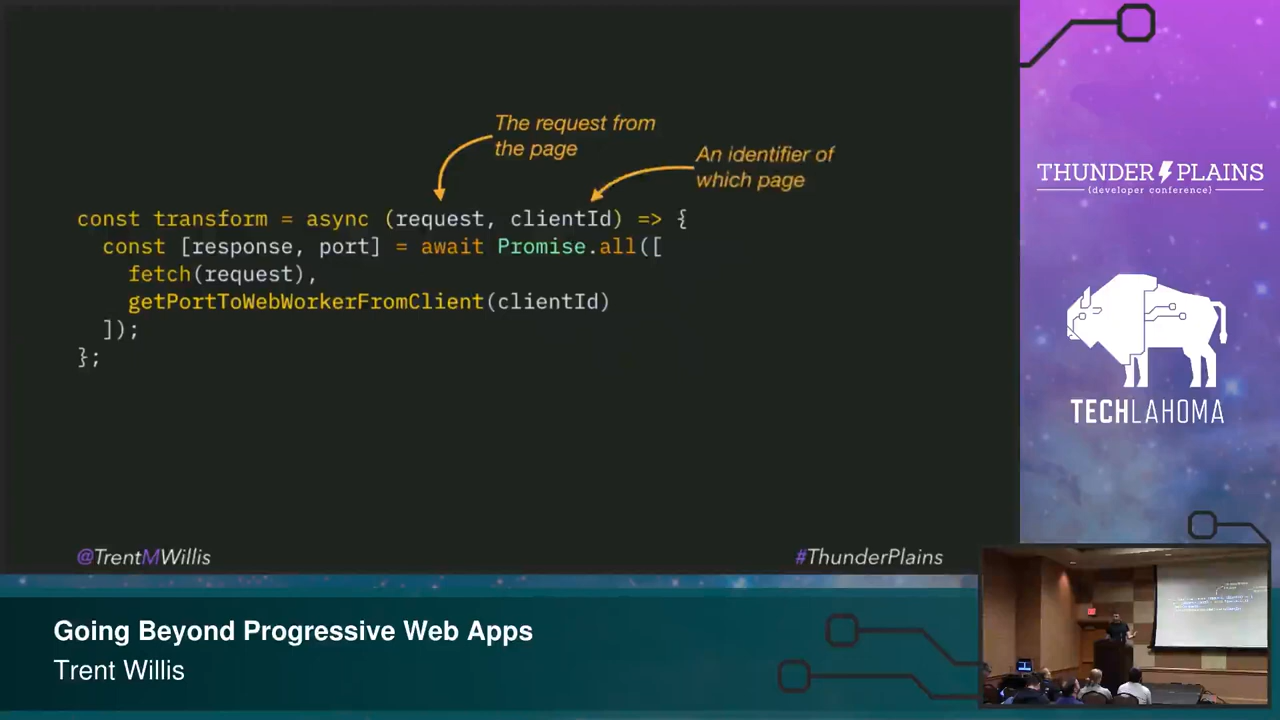 The request from
the page
An identifier of
which page
const transform = async (request, clientId) => {
  const [response, port] = await Promise.all([
    fetch(request),
    getPortToWebWorkerFromClient(clientId)
  ]);
};
@TrentMWillis
#ThunderPlains
THUNDER PLAINS
{developer conference}
TECHLAHOMA
Going Beyond Progressive Web Apps
Trent Willis